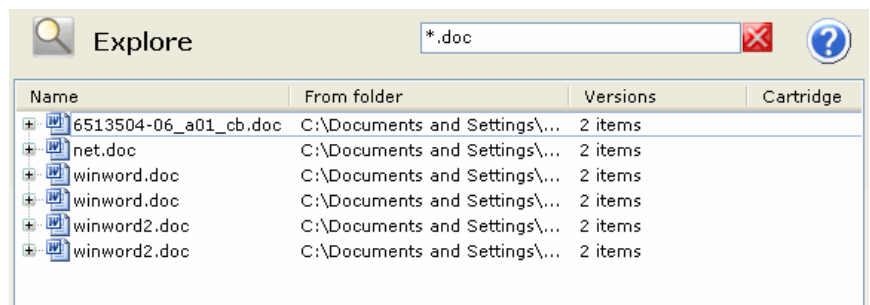 Explore *.doc
Name From folder Versions Cartridge
6513504-06_a01_cb.doc C:\Documents and Settings\... 2 items
net.doc C:\Documents and Settings\... 2 items
winword.doc C:\Documents and Settings\... 2 items
winword.doc C:\Documents and Settings\... 2 items
winword2.doc C:\Documents and Settings\... 2 items
winword2.doc C:\Documents and Settings\... 2 items